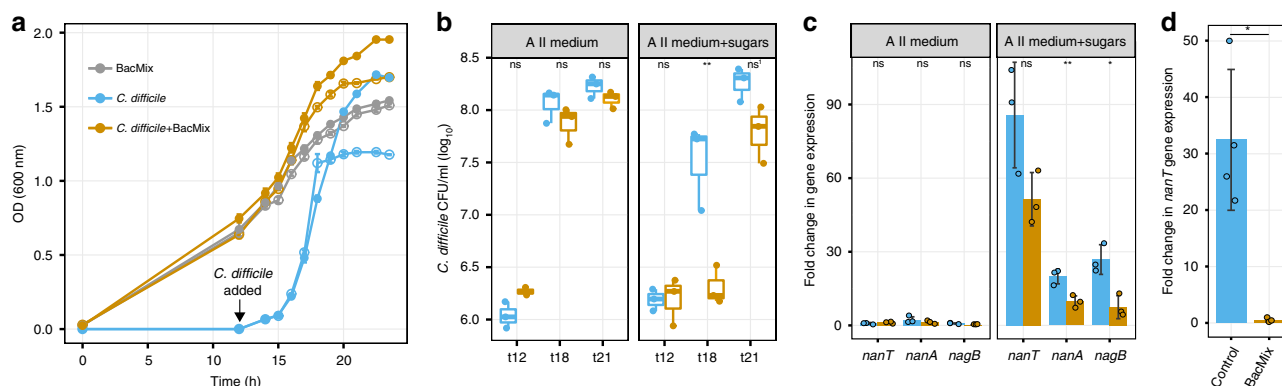 a
OD (600 nm)
2.0
1.5
1.0
0.5
0.0
BacMix
C. difficile
C. difficile+BacMix
C. difficile
added
0
5
10
15
20
Time (h)
b
C. difficile CFU/ml (log10)
8.5
8.0
7.5
7.0
6.5
6.0
A II medium
A II medium+sugars
ns
ns
ns
ns
**
ns¹
t12
t18
t21
t12
t18
t21
c
Fold change in gene expression
90
60
30
0
A II medium
A II medium+sugars
ns
ns
ns
ns
**
*
nanT
nanA
nagB
nanT
nanA
nagB
d
Fold change in nanT gene expression
50
40
30
20
10
0
*
Control
BacMix